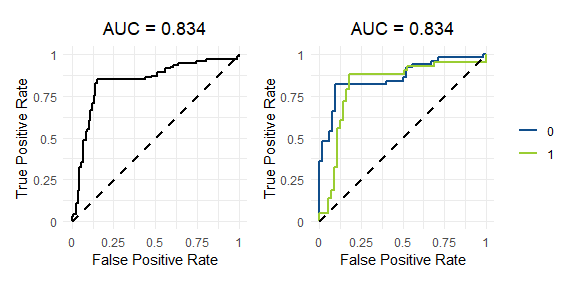 AUC = 0.834
True Positive Rate
1
0.75
0.5
0.25
0
0 0.25 0.5 0.75 1
False Positive Rate
AUC = 0.834
True Positive Rate
1
0.75
0.5
0.25
0
0 0.25 0.5 0.75 1
False Positive Rate
0
1